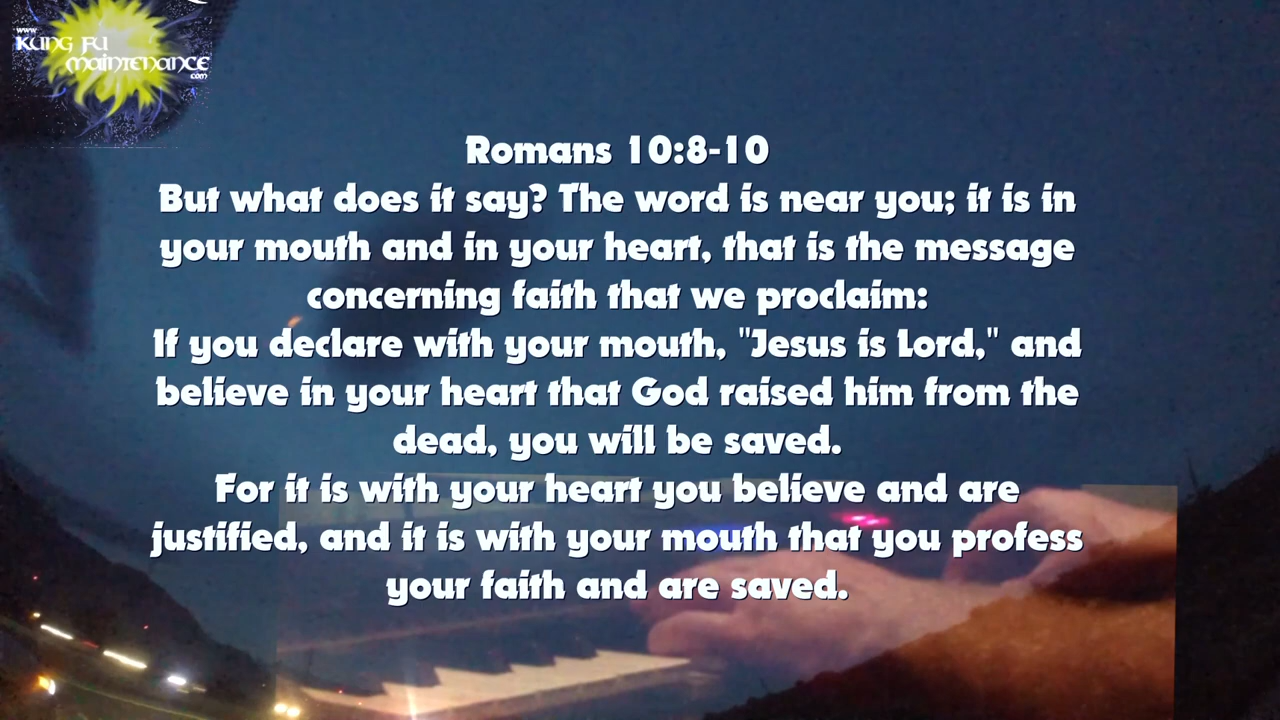 www
KUNG FU
MAINTENANCE
.com
Romans 10:8-10
But what does it say? The word is near you; it is in
your mouth and in your heart, that is the message
concerning faith that we proclaim:
If you declare with your mouth, "Jesus is Lord," and
believe in your heart that God raised him from the
dead, you will be saved.
For it is with your heart you believe and are
justified, and it is with your mouth that you profess
your faith and are saved.